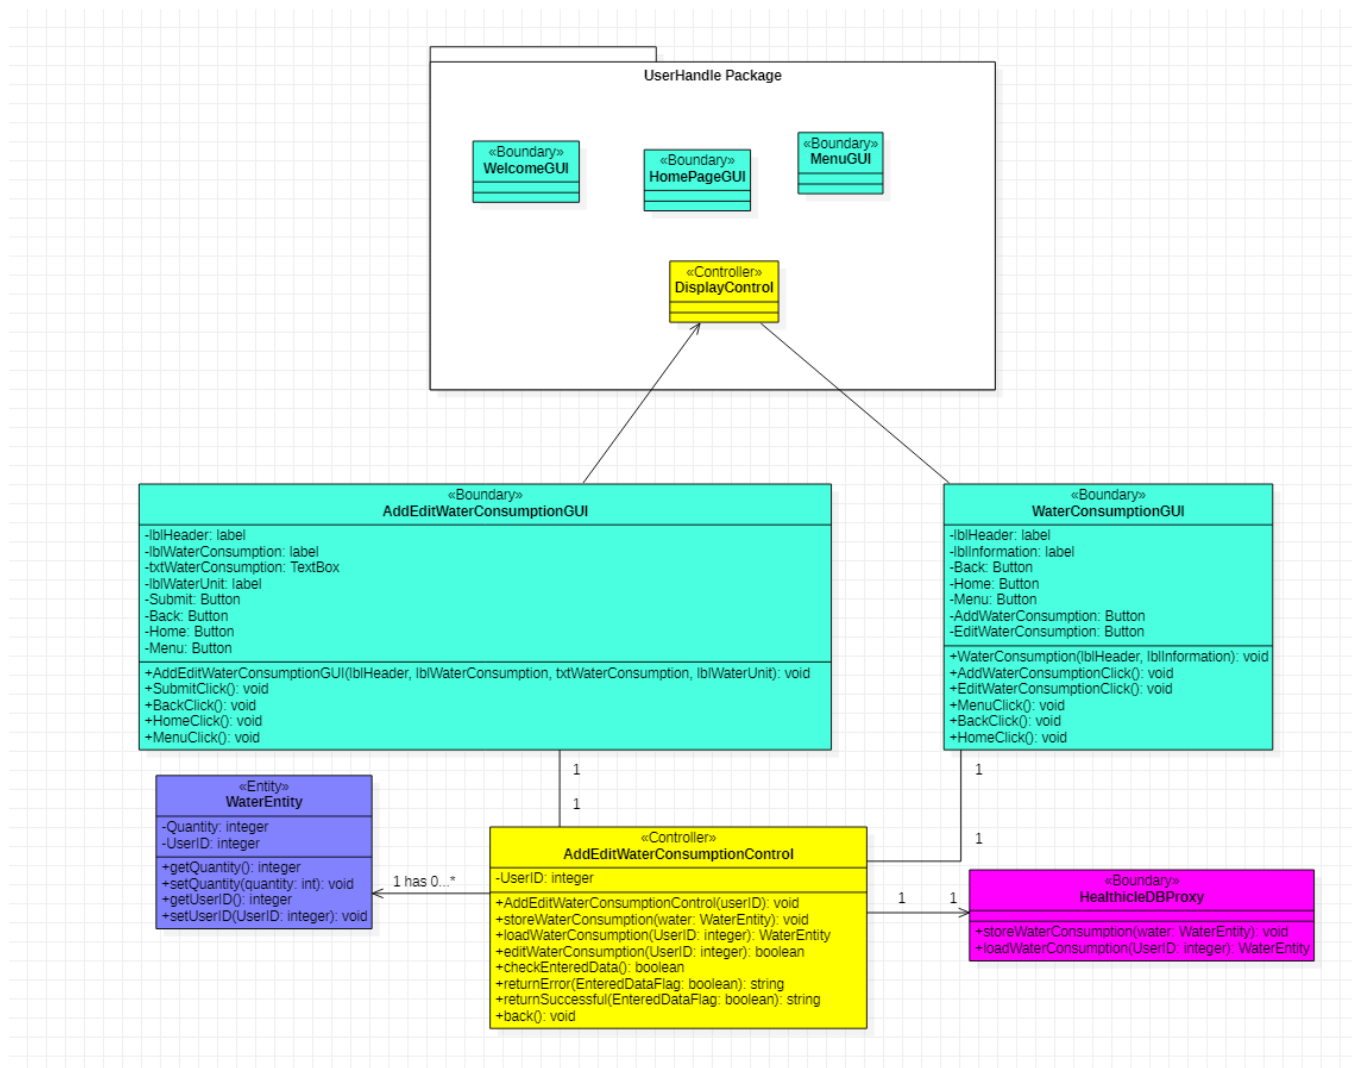 UserHandle Package
«Boundary»
WelcomeGUI
«Boundary»
HomePageGUI
«Boundary»
MenuGUI
«Controller»
DisplayControl
«Boundary»
AddEditWaterConsumptionGUI
-lblHeader: label
-lblWaterConsumption: label
-txtWaterConsumption: TextBox
-lblWaterUnit: label
-Submit: Button
-Back: Button
-Home: Button
-Menu: Button
+AddEditWaterConsumptionGUI(lblHeader, lblWaterConsumption, txtWaterConsumption, lblWaterUnit): void
+SubmitClick(): void
+BackClick(): void
+HomeClick(): void
+MenuClick(): void
«Boundary»
WaterConsumptionGUI
-lblHeader: label
-lblInformation: label
-Back: Button
-Home: Button
-Menu: Button
-AddWaterConsumption: Button
-EditWaterConsumption: Button
+WaterConsumption(lblHeader, lblInformation): void
+AddWaterConsumptionClick(): void
+EditWaterConsumptionClick(): void
+MenuClick(): void
+BackClick(): void
+HomeClick(): void
1
1
1
1
«Entity»
WaterEntity
-Quantity: integer
-UserID: integer
+getQuantity(): integer
+setQuantity(quantity: int): void
+getUserID(): integer
+setUserID(UserID: integer): void
1 has 0...*
«Controller»
AddEditWaterConsumptionControl
-UserID: integer
+AddEditWaterConsumptionControl(userID): void
+storeWaterConsumption(water: WaterEntity): void
+loadWaterConsumption(UserID: integer): WaterEntity
+editWaterConsumption(UserID: integer): boolean
+checkEnteredData(): boolean
+returnError(EnteredDataFlag: boolean): string
+returnSuccessful(EnteredDataFlag: boolean): string
+back(): void
1 1
«Boundary»
HealthicleDBProxy
+storeWaterConsumption(water: WaterEntity): void
+loadWaterConsumption(UserID: integer): WaterEntity